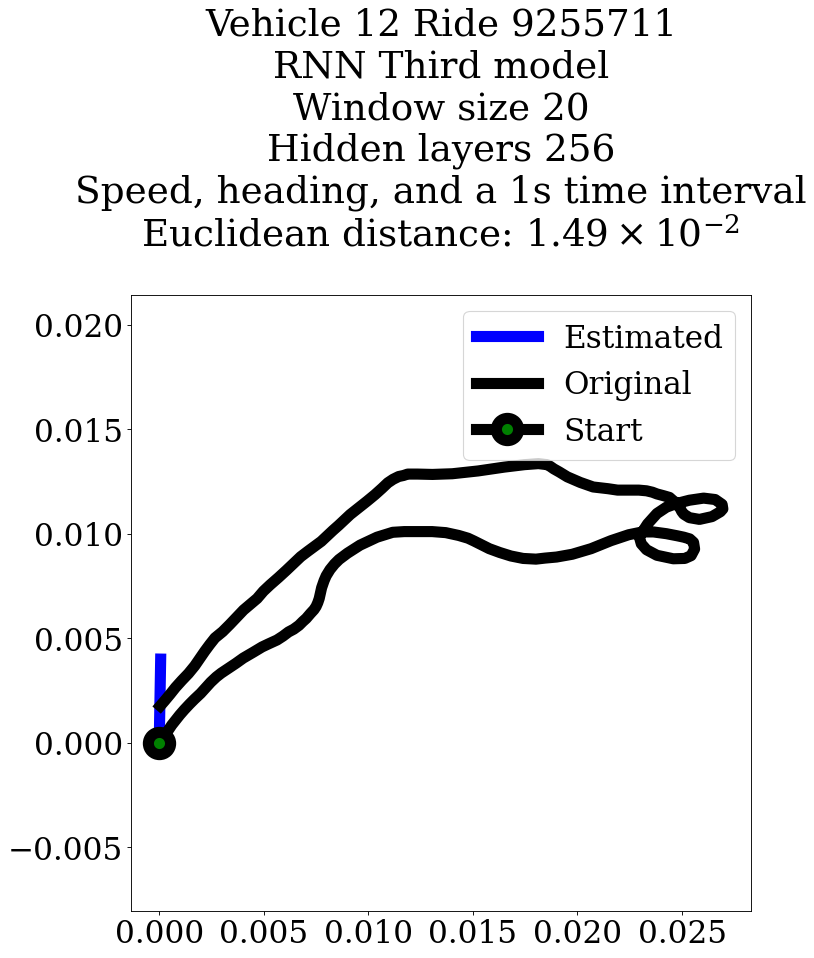 Vehicle 12 Ride 9255711
RNN Third model
Window size 20
Hidden layers 256
Speed, heading, and a 1s time interval
Euclidean distance: 1.49 × 10⁻²
Estimated
Original
Start
0.020
0.015
0.010
0.005
0.000
−0.005
0.000 0.005 0.010 0.015 0.020 0.025